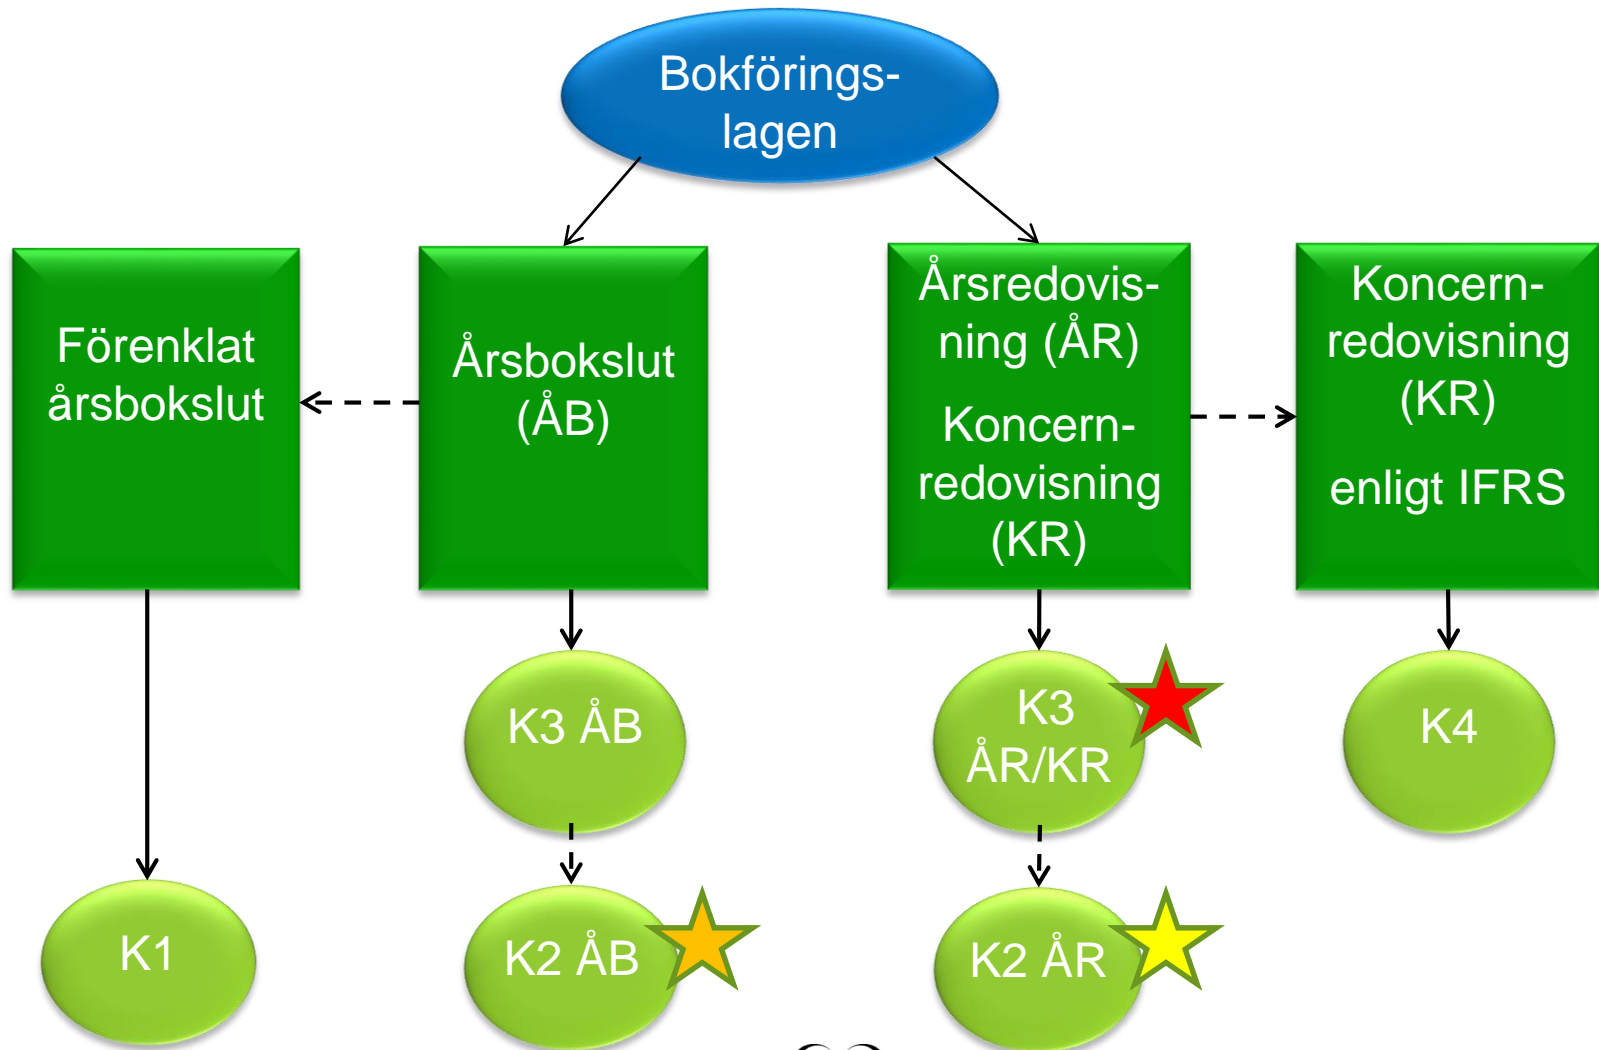 Bokförings-
lagen
Förenklat
årsbokslut
Årsbokslut
(ÅB)
Årsredovis-
ning (ÅR)
Koncern-
redovisning
(KR)
Koncern-
redovisning
(KR)
enligt IFRS
K3 ÅB
K3
ÅR/KR
K4
K1
K2 ÅB
K2 ÅR